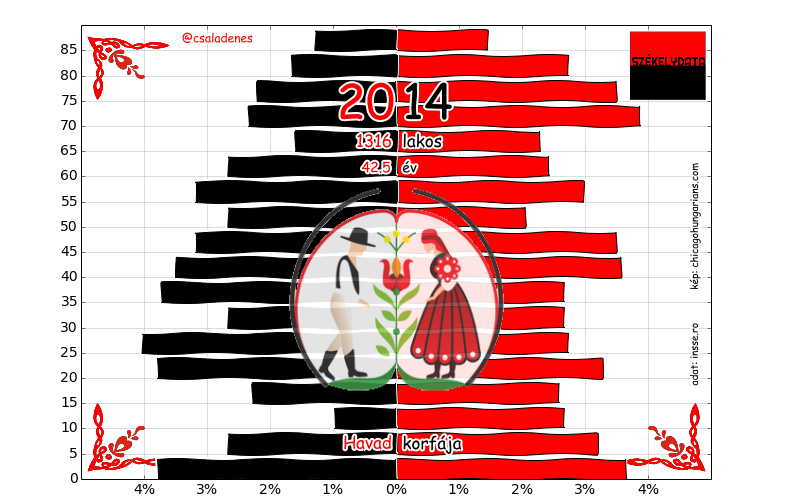 @csaladenes
SZÉKELYDATA
2014
1316 lakos
42,5 év
Havad korfája
kép: chicagohungarians.com
adat: insse.ro
85
80
75
70
65
60
55
50
45
40
35
30
25
20
15
10
5
0
4% 3% 2% 1% 0% 1% 2% 3% 4%